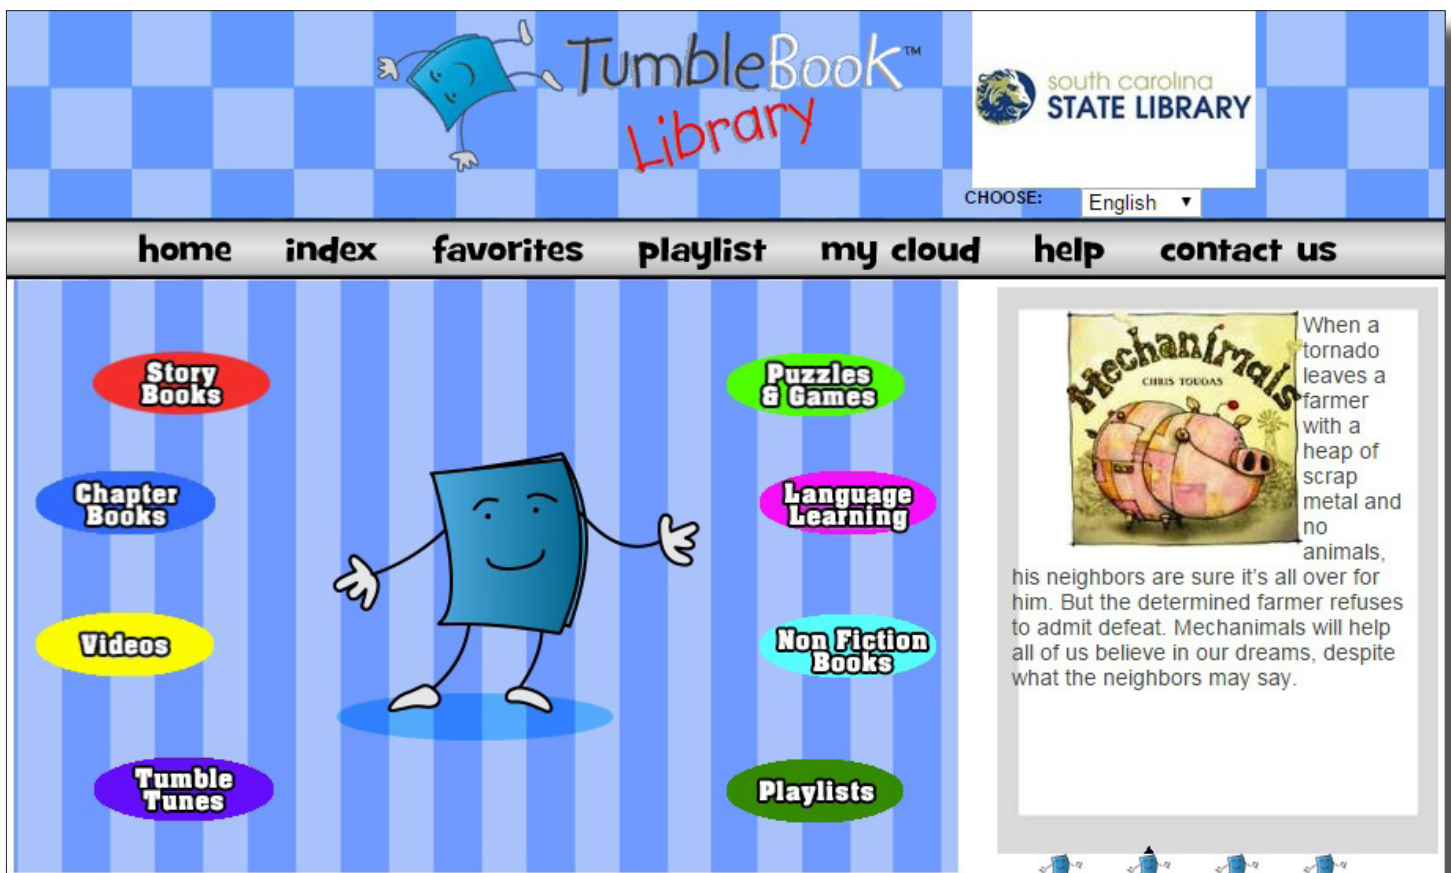 TumbleBook™
Library
south carolina
STATE LIBRARY
CHOOSE:
English
home
index
favorites
playlist
my cloud
help
contact us
Story
Books
Chapter
Books
Videos
Tumble
Tunes
Puzzles
& Games
Language
Learning
Non Fiction
Books
Playlists
Mechanimals
CHRIS TOUGAS
When a
tornado
leaves a
farmer
with a
heap of
scrap
metal and
no
animals,
his neighbors are sure it's all over for
him. But the determined farmer refuses
to admit defeat. Mechanimals will help
all of us believe in our dreams, despite
what the neighbors may say.